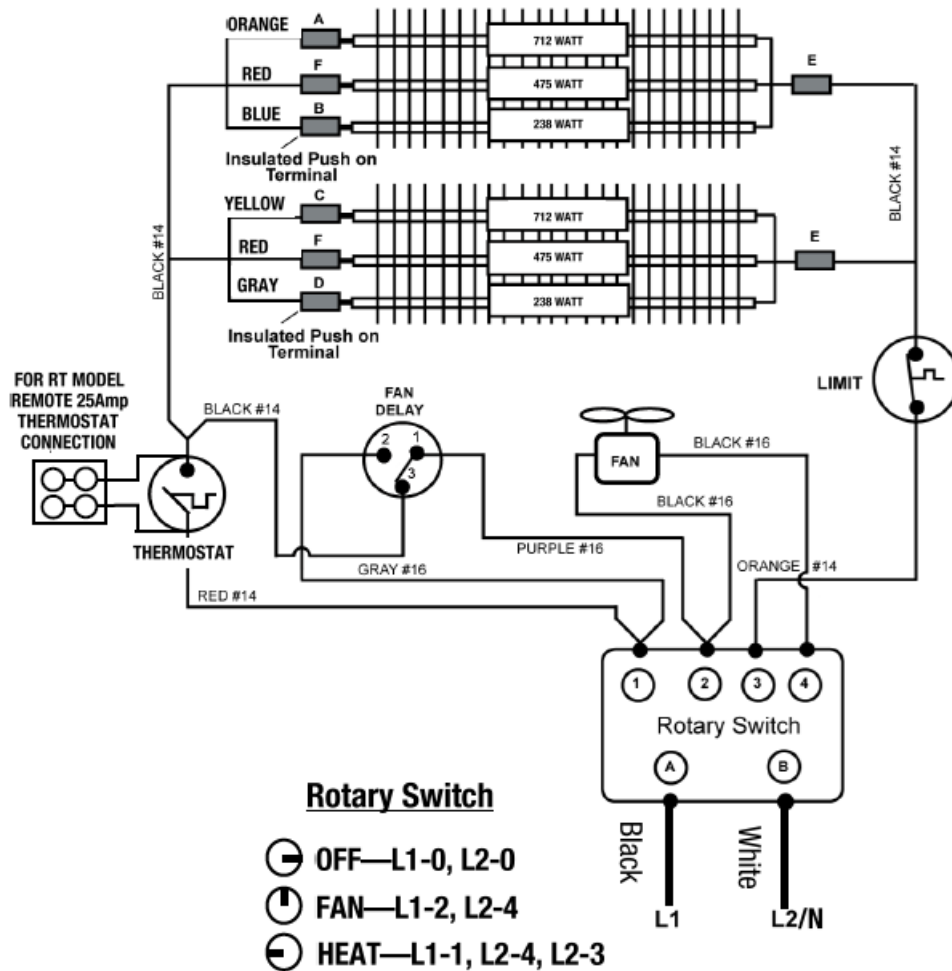 ORANGE
A
712 WATT
RED
F
475 WATT
E
BLUE
B
238 WATT
Insulated Push on
Terminal
BLACK #14
YELLOW
C
712 WATT
BLACK #14
RED
F
475 WATT
E
GRAY
D
238 WATT
Insulated Push on
Terminal
FOR RT MODEL
REMOTE 25Amp
THERMOSTAT
CONNECTION
BLACK #14
FAN
DELAY
2
1
3
LIMIT
FAN
BLACK #16
BLACK #16
THERMOSTAT
PURPLE #16
GRAY #16
ORANGE #14
RED #14
1
2
3
4
Rotary Switch
A
B
Black
White
L1
L2/N
Rotary Switch
OFF—L1-0, L2-0
FAN—L1-2, L2-4
HEAT—L1-1, L2-4, L2-3